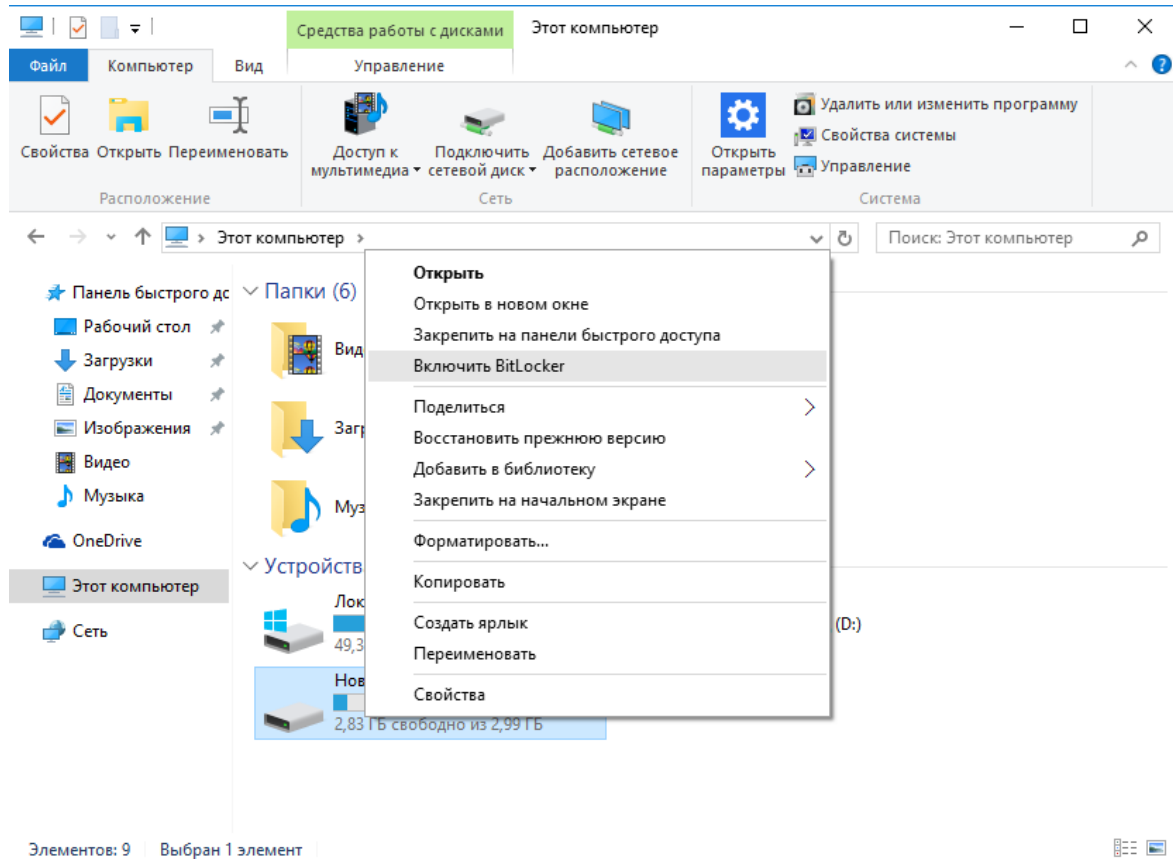 Средства работы с дисками
Этот компьютер
Файл
Компьютер
Вид
Управление
Свойства
Открыть
Переименовать
Доступ к
мультимедиа
Подключить
сетевой диск
Добавить сетевое
расположение
Открыть
параметры
Удалить или изменить программу
Свойства системы
Управление
Расположение
Сеть
Система
Этот компьютер
Поиск: Этот компьютер
Панель быстрого дс
Рабочий стол
Загрузки
Документы
Изображения
Видео
Музыка
OneDrive
Этот компьютер
Сеть
Папки (6)
Вид
Загр
Муз
Устройств
Лок
49,3
(D:)
Нов
2,83 ГБ свободно из 2,99 ГБ
Открыть
Открыть в новом окне
Закрепить на панели быстрого доступа
Включить BitLocker
Поделиться
Восстановить прежнюю версию
Добавить в библиотеку
Закрепить на начальном экране
Форматировать...
Копировать
Создать ярлык
Переименовать
Свойства
Элементов: 9
Выбран 1 элемент